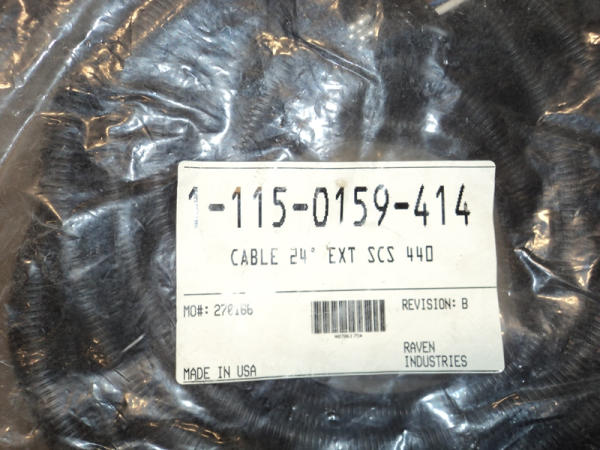 1-115-0159-414
CABLE 24° EXT SCS 440
MO#: 270166
REVISION: B
MADE IN USA
RAVEN
INDUSTRIES